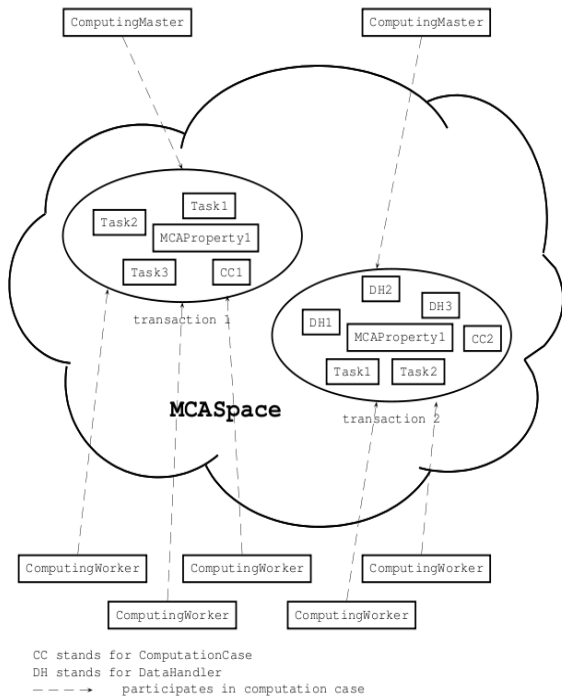 ComputingMaster ComputingMaster
Task1
Task2
MCAProperty1
Task3 CC1
transaction 1
DH2
DH3
DH1
MCAProperty1 CC2
Task1 Task2
MCASpace
transaction 2
ComputingWorker ComputingWorker ComputingWorker
ComputingWorker ComputingWorker
CC stands for ComputationCase
DH stands for DataHandler
participates in computation case